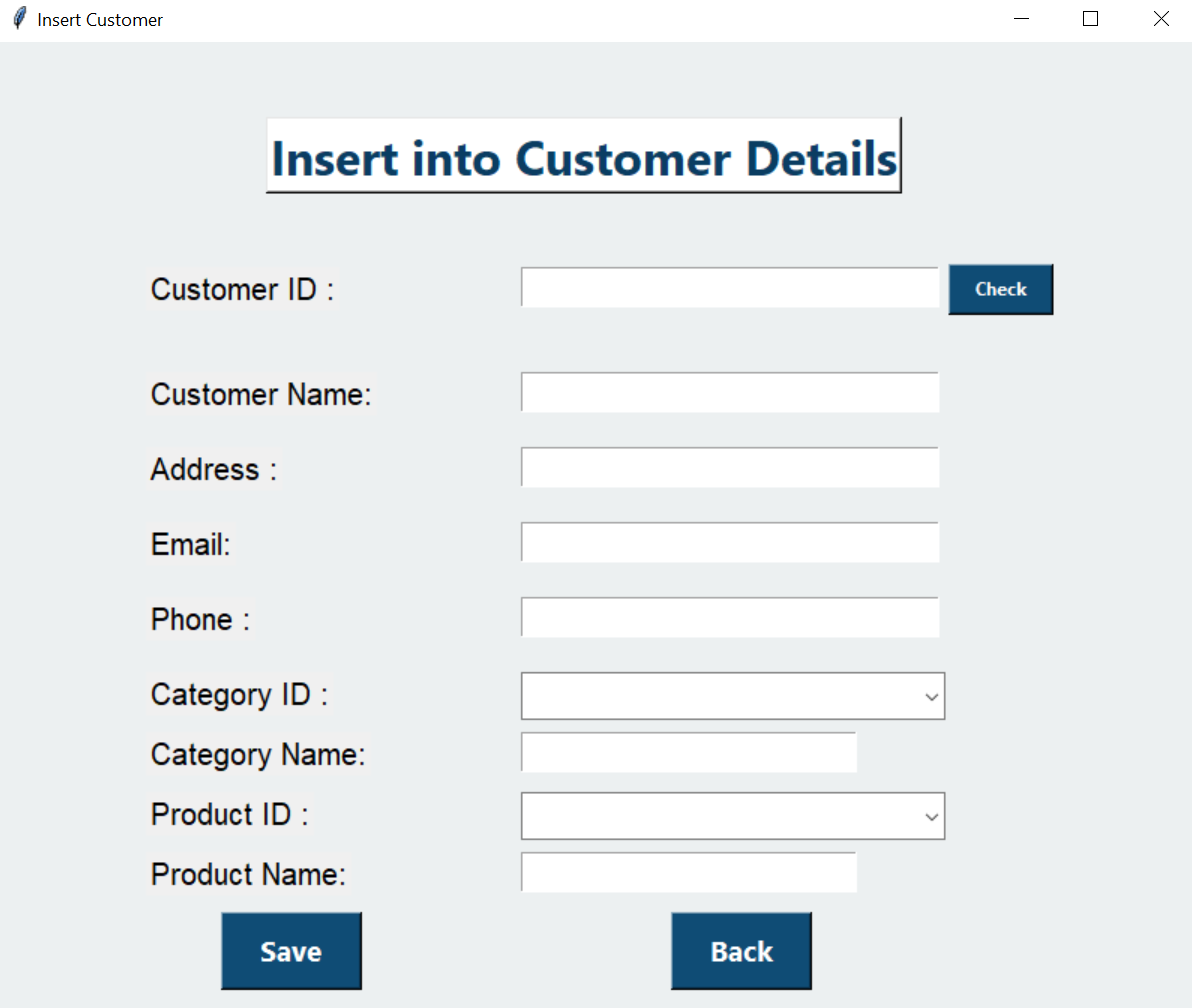 Insert Customer
Insert into Customer Details
Customer ID :
Check
Customer Name:
Address :
Email:
Phone :
Category ID :
Category Name:
Product ID :
Product Name:
Save
Back